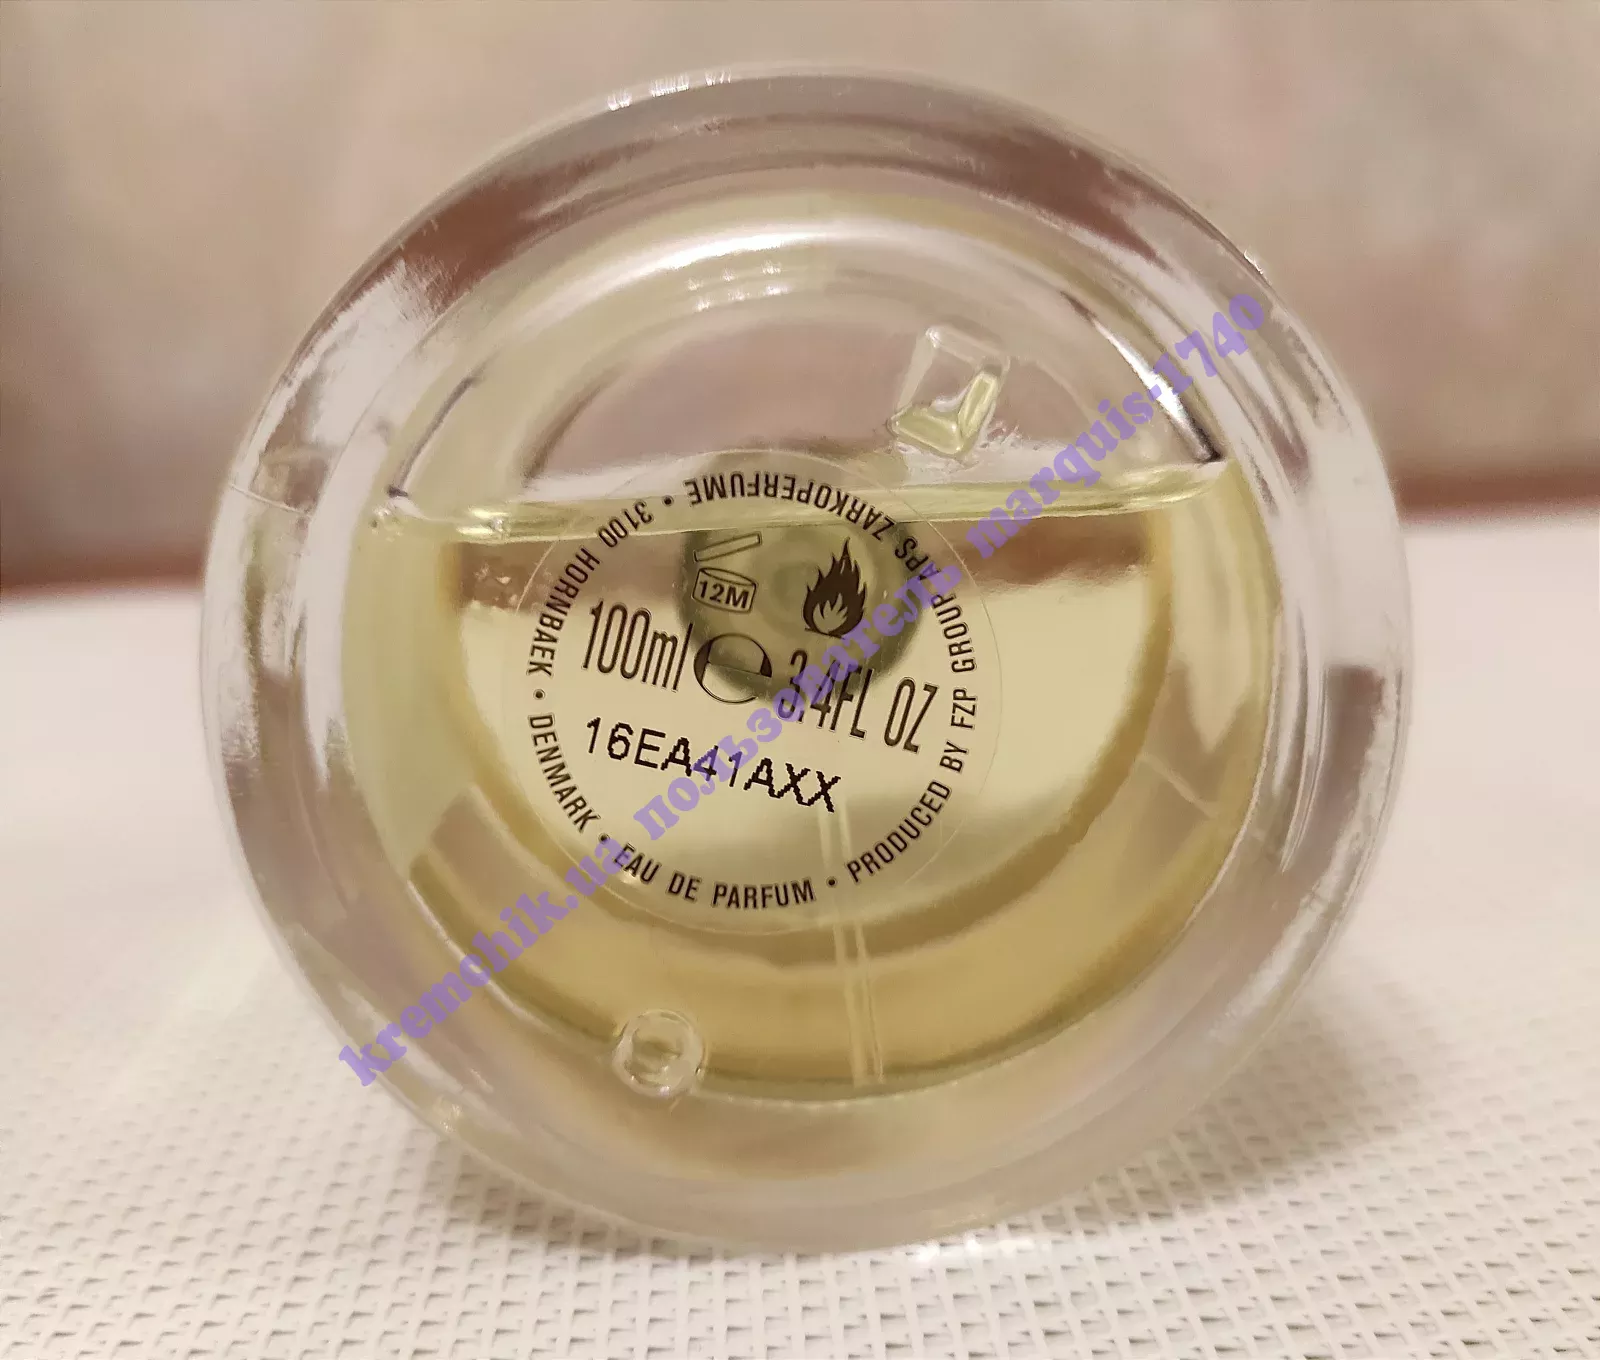 12M
100ml e 3.4FL OZ
16EA41AXX
EAU DE PARFUM • PRODUCED BY FZP GROUP APS ZARKOPERFUME • 3100 HORNBAEK • DENMARK •
kremchik.ua пользователь marquis-1740